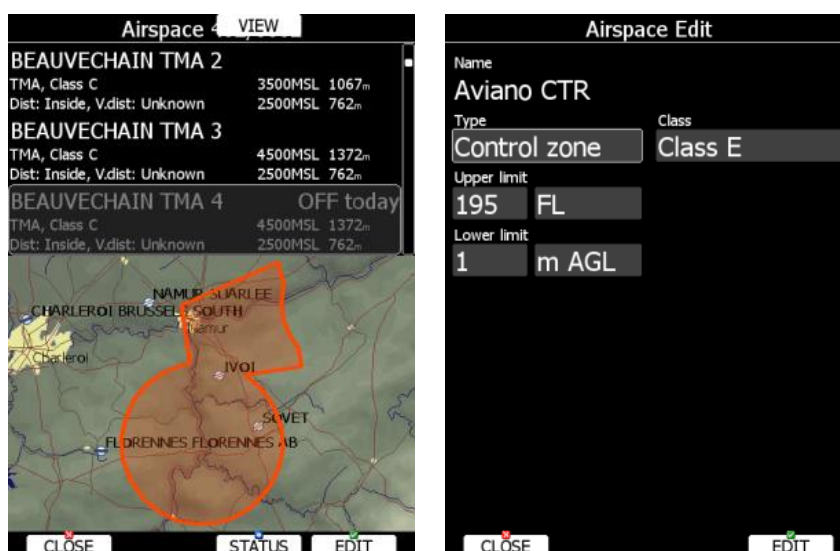 Airspace 4
VIEW
BEAUVECHAIN TMA 2
TMA, Class C 3500MSL 1067m
Dist: Inside, V.dist: Unknown 2500MSL 762m
BEAUVECHAIN TMA 3
TMA, Class C 4500MSL 1372m
Dist: Inside, V.dist: Unknown 2500MSL 762m
BEAUVECHAIN TMA 4 OFF today
TMA, Class C 4500MSL 1372m
Dist: Inside, V.dist: Unknown 2500MSL 762m
NAMUR SUARLEE
CHARLEROI BRUSSELS SOUTH
Namur
Charleroi
IVOI
SOVET
FLORENNES FLORENNES AB
CLOSE STATUS EDIT
Airspace Edit
Name
Aviano CTR
Type Class
Control zone Class E
Upper limit
195 FL
Lower limit
1 m AGL
CLOSE EDIT